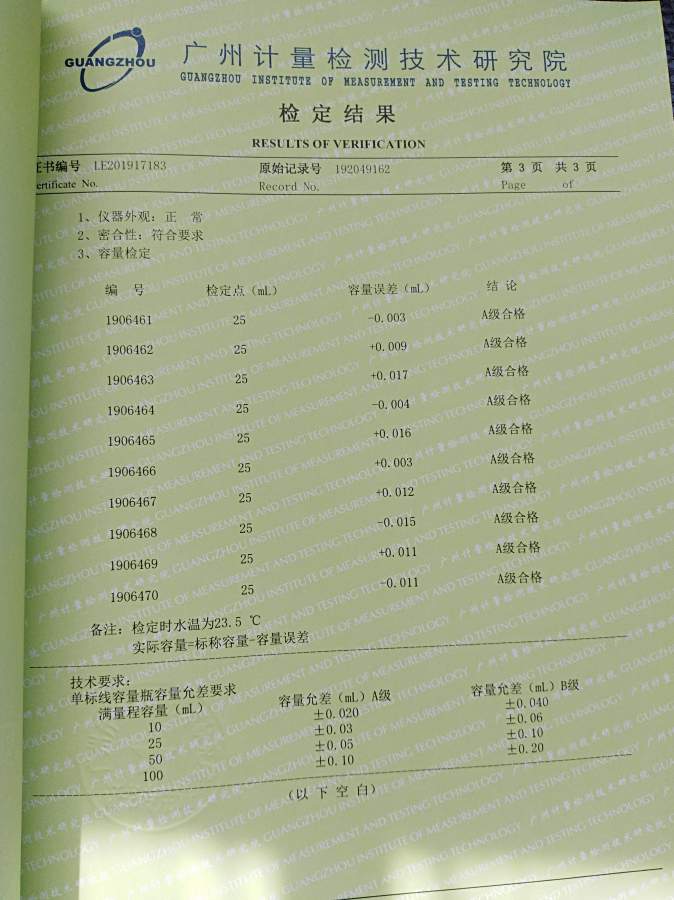 GUANGZHOU
广州计量检测技术研究院
GUANGZHOU INSTITUTE OF MEASUREMENT AND TESTING TECHNOLOGY
检定结果
RESULTS OF VERIFICATION
证书编号 LE201917183 原始记录号 192049162 第 3 页 共 3 页
ertificate No. Record No. Page of
1、仪器外观:正 常
2、密合性:符合要求
3、容量检定
编 号 检定点(mL) 容量误差(mL) 结 论
1906461 25 -0.003 A级合格
1906462 25 +0.009 A级合格
1906463 25 +0.017 A级合格
1906464 25 -0.004 A级合格
1906465 25 +0.016 A级合格
1906466 25 +0.003 A级合格
1906467 25 +0.012 A级合格
1906468 25 -0.015 A级合格
1906469 25 +0.011 A级合格
1906470 25 -0.011 A级合格
备注:检定时水温为23.5 ℃
实际容量=标称容量-容量误差
技术要求:
单标线容量瓶容量允差要求
满量程容量(mL) 容量允差(mL)A级 容量允差(mL)B级
10 ±0.020 ±0.040
25 ±0.03 ±0.06
50 ±0.05 ±0.10
100 ±0.10 ±0.20
(以下空白)